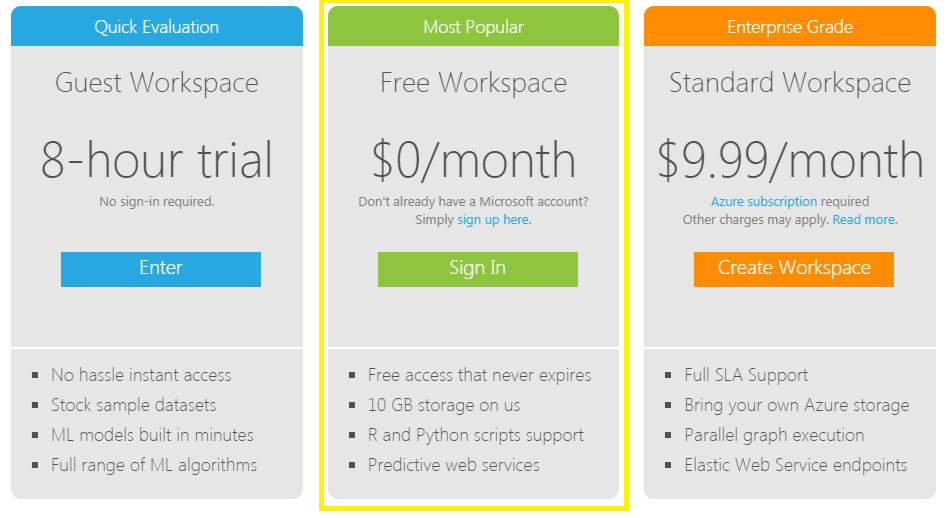 Quick Evaluation
Guest Workspace
8-hour trial
No sign-in required.
Enter
No hassle instant access
Stock sample datasets
ML models built in minutes
Full range of ML algorithms
Most Popular
Free Workspace
$0/month
Don't already have a Microsoft account?
Simply sign up here.
Sign In
Free access that never expires
10 GB storage on us
R and Python scripts support
Predictive web services
Enterprise Grade
Standard Workspace
$9.99/month
Azure subscription required
Other charges may apply. Read more.
Create Workspace
Full SLA Support
Bring your own Azure storage
Parallel graph execution
Elastic Web Service endpoints